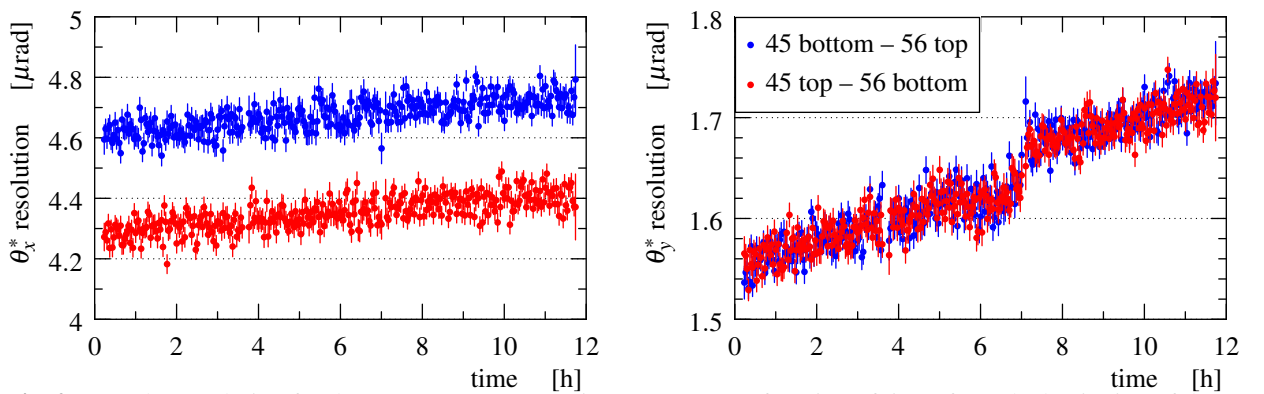 5
4.8
4.6
4.4
4.2
4
0 2 4 6 8 10 12
θ*x resolution [μrad]
time [h]
1.8
1.7
1.6
1.5
0 2 4 6 8 10 12
θ*y resolution [μrad]
time [h]
45 bottom – 56 top
45 top – 56 bottom